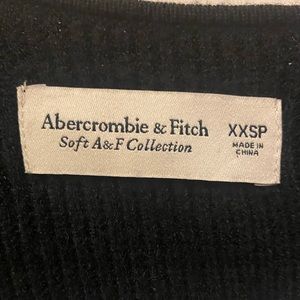 Abercrombie & Fitch XXSP
Soft A&F Collection MADE IN
CHINA